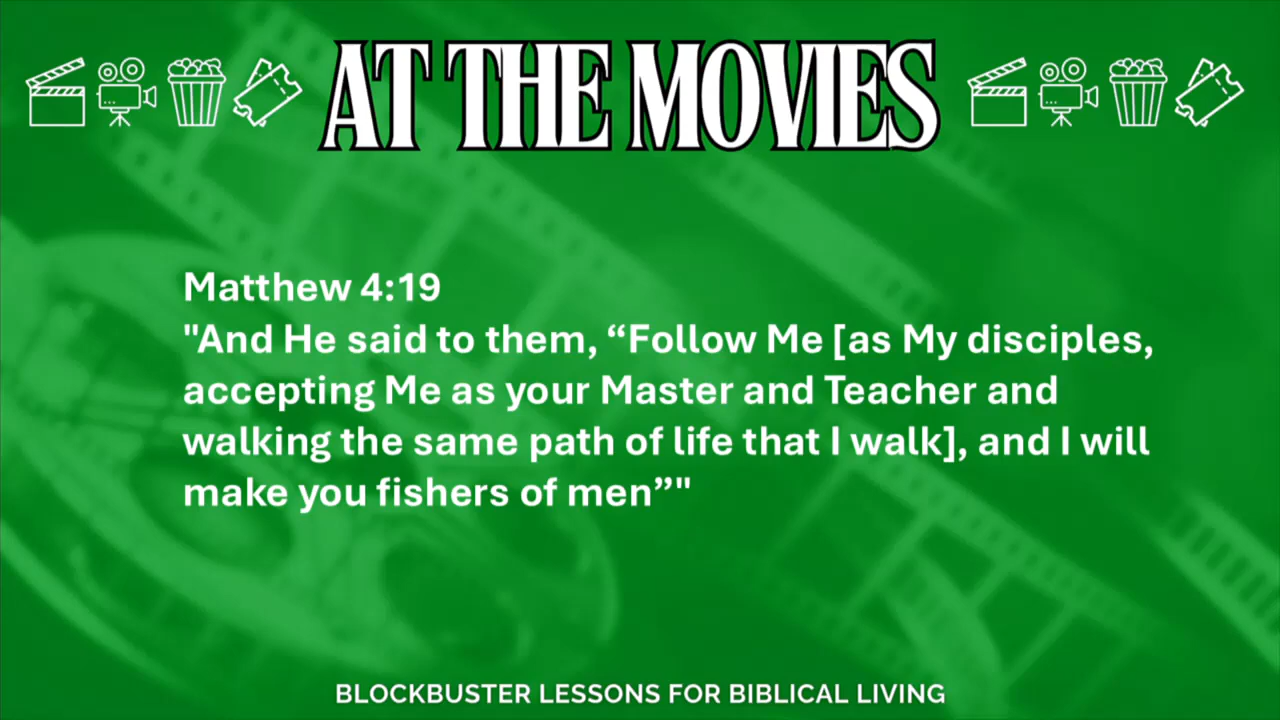 AT THE MOVIES
Matthew 4:19
"And He said to them, “Follow Me [as My disciples,
accepting Me as your Master and Teacher and
walking the same path of life that I walk], and I will
make you fishers of men”"
BLOCKBUSTER LESSONS FOR BIBLICAL LIVING